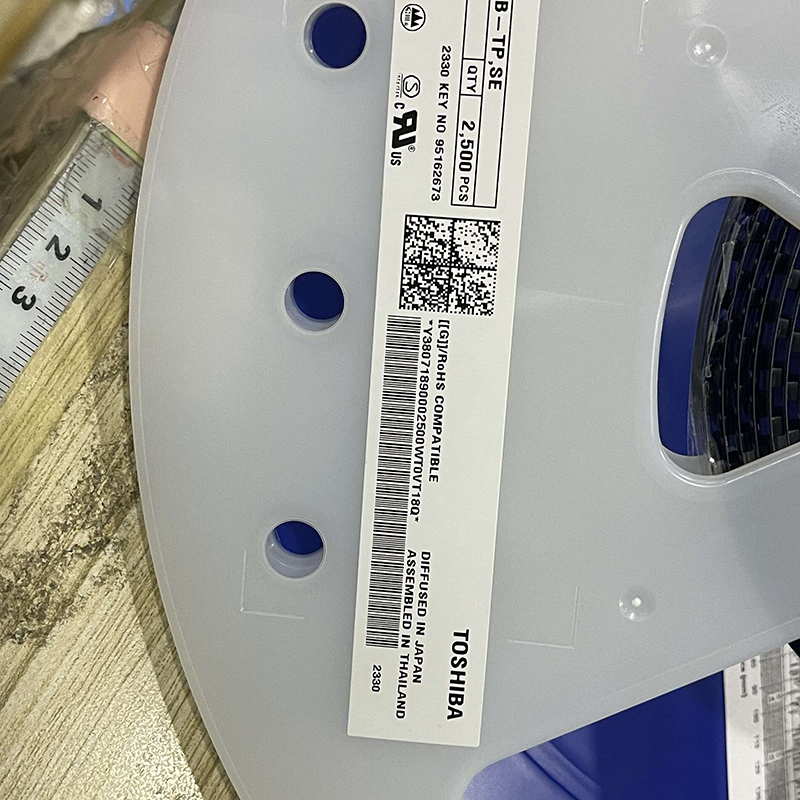 B-TP,SE
QTY 2,500 PCS
2330 KEY NO 95162673
c RU® US
[[G]]/RoHS COMPATIBLE
*Y38071890002500WT0VT18Q*
TOSHIBA
DIFFUSED IN JAPAN
ASSEMBLED IN THAILAND
2330
1
2
3